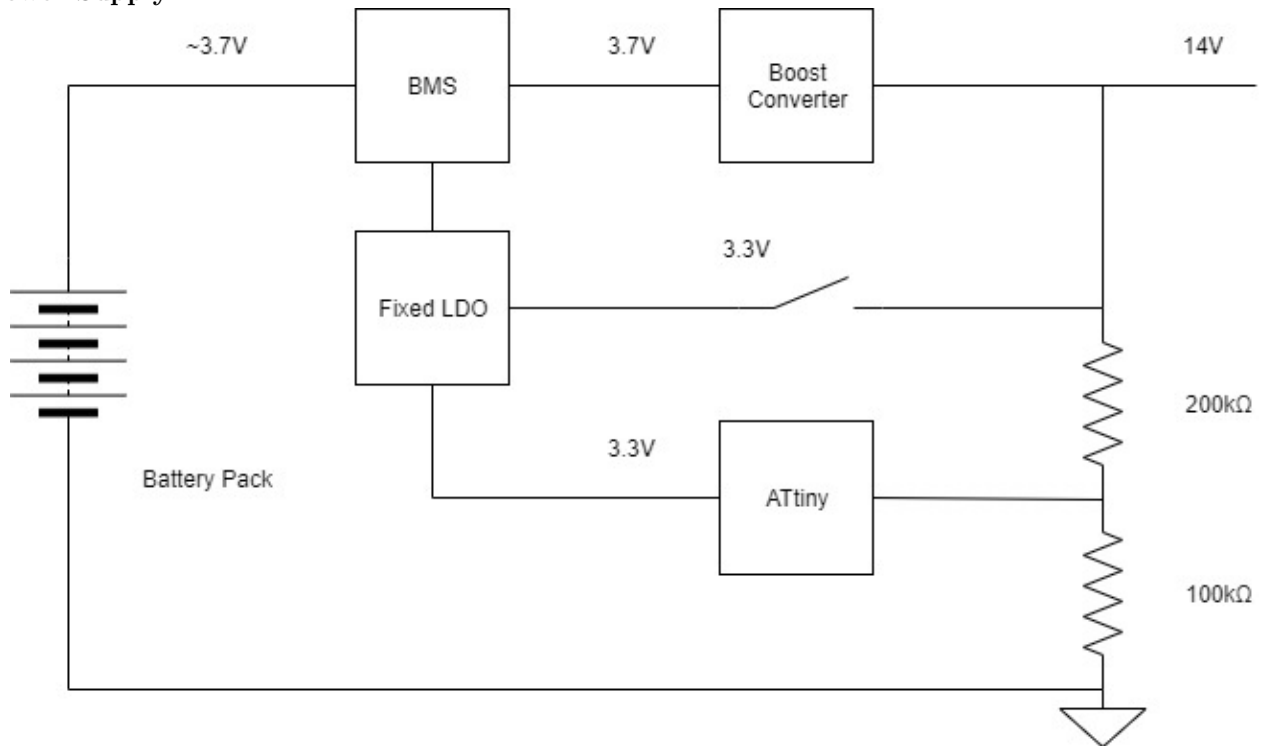 Supply
~3.7V
3.7V
14V
BMS
Boost
Converter
3.3V
Fixed LDO
200kΩ
3.3V
Battery Pack
ATtiny
100kΩ